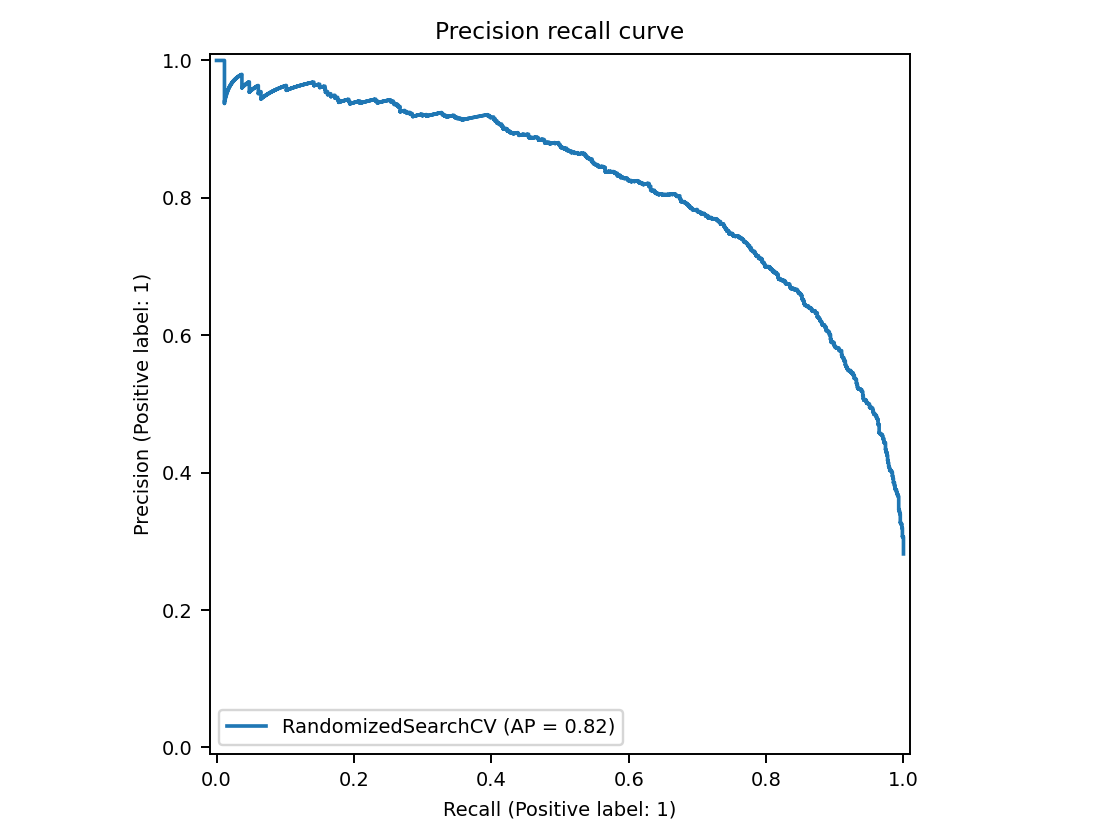 Precision recall curve
1.0
0.8
0.6
0.4
0.2
0.0
Precision (Positive label: 1)
RandomizedSearchCV (AP = 0.82)
0.0 0.2 0.4 0.6 0.8 1.0
Recall (Positive label: 1)